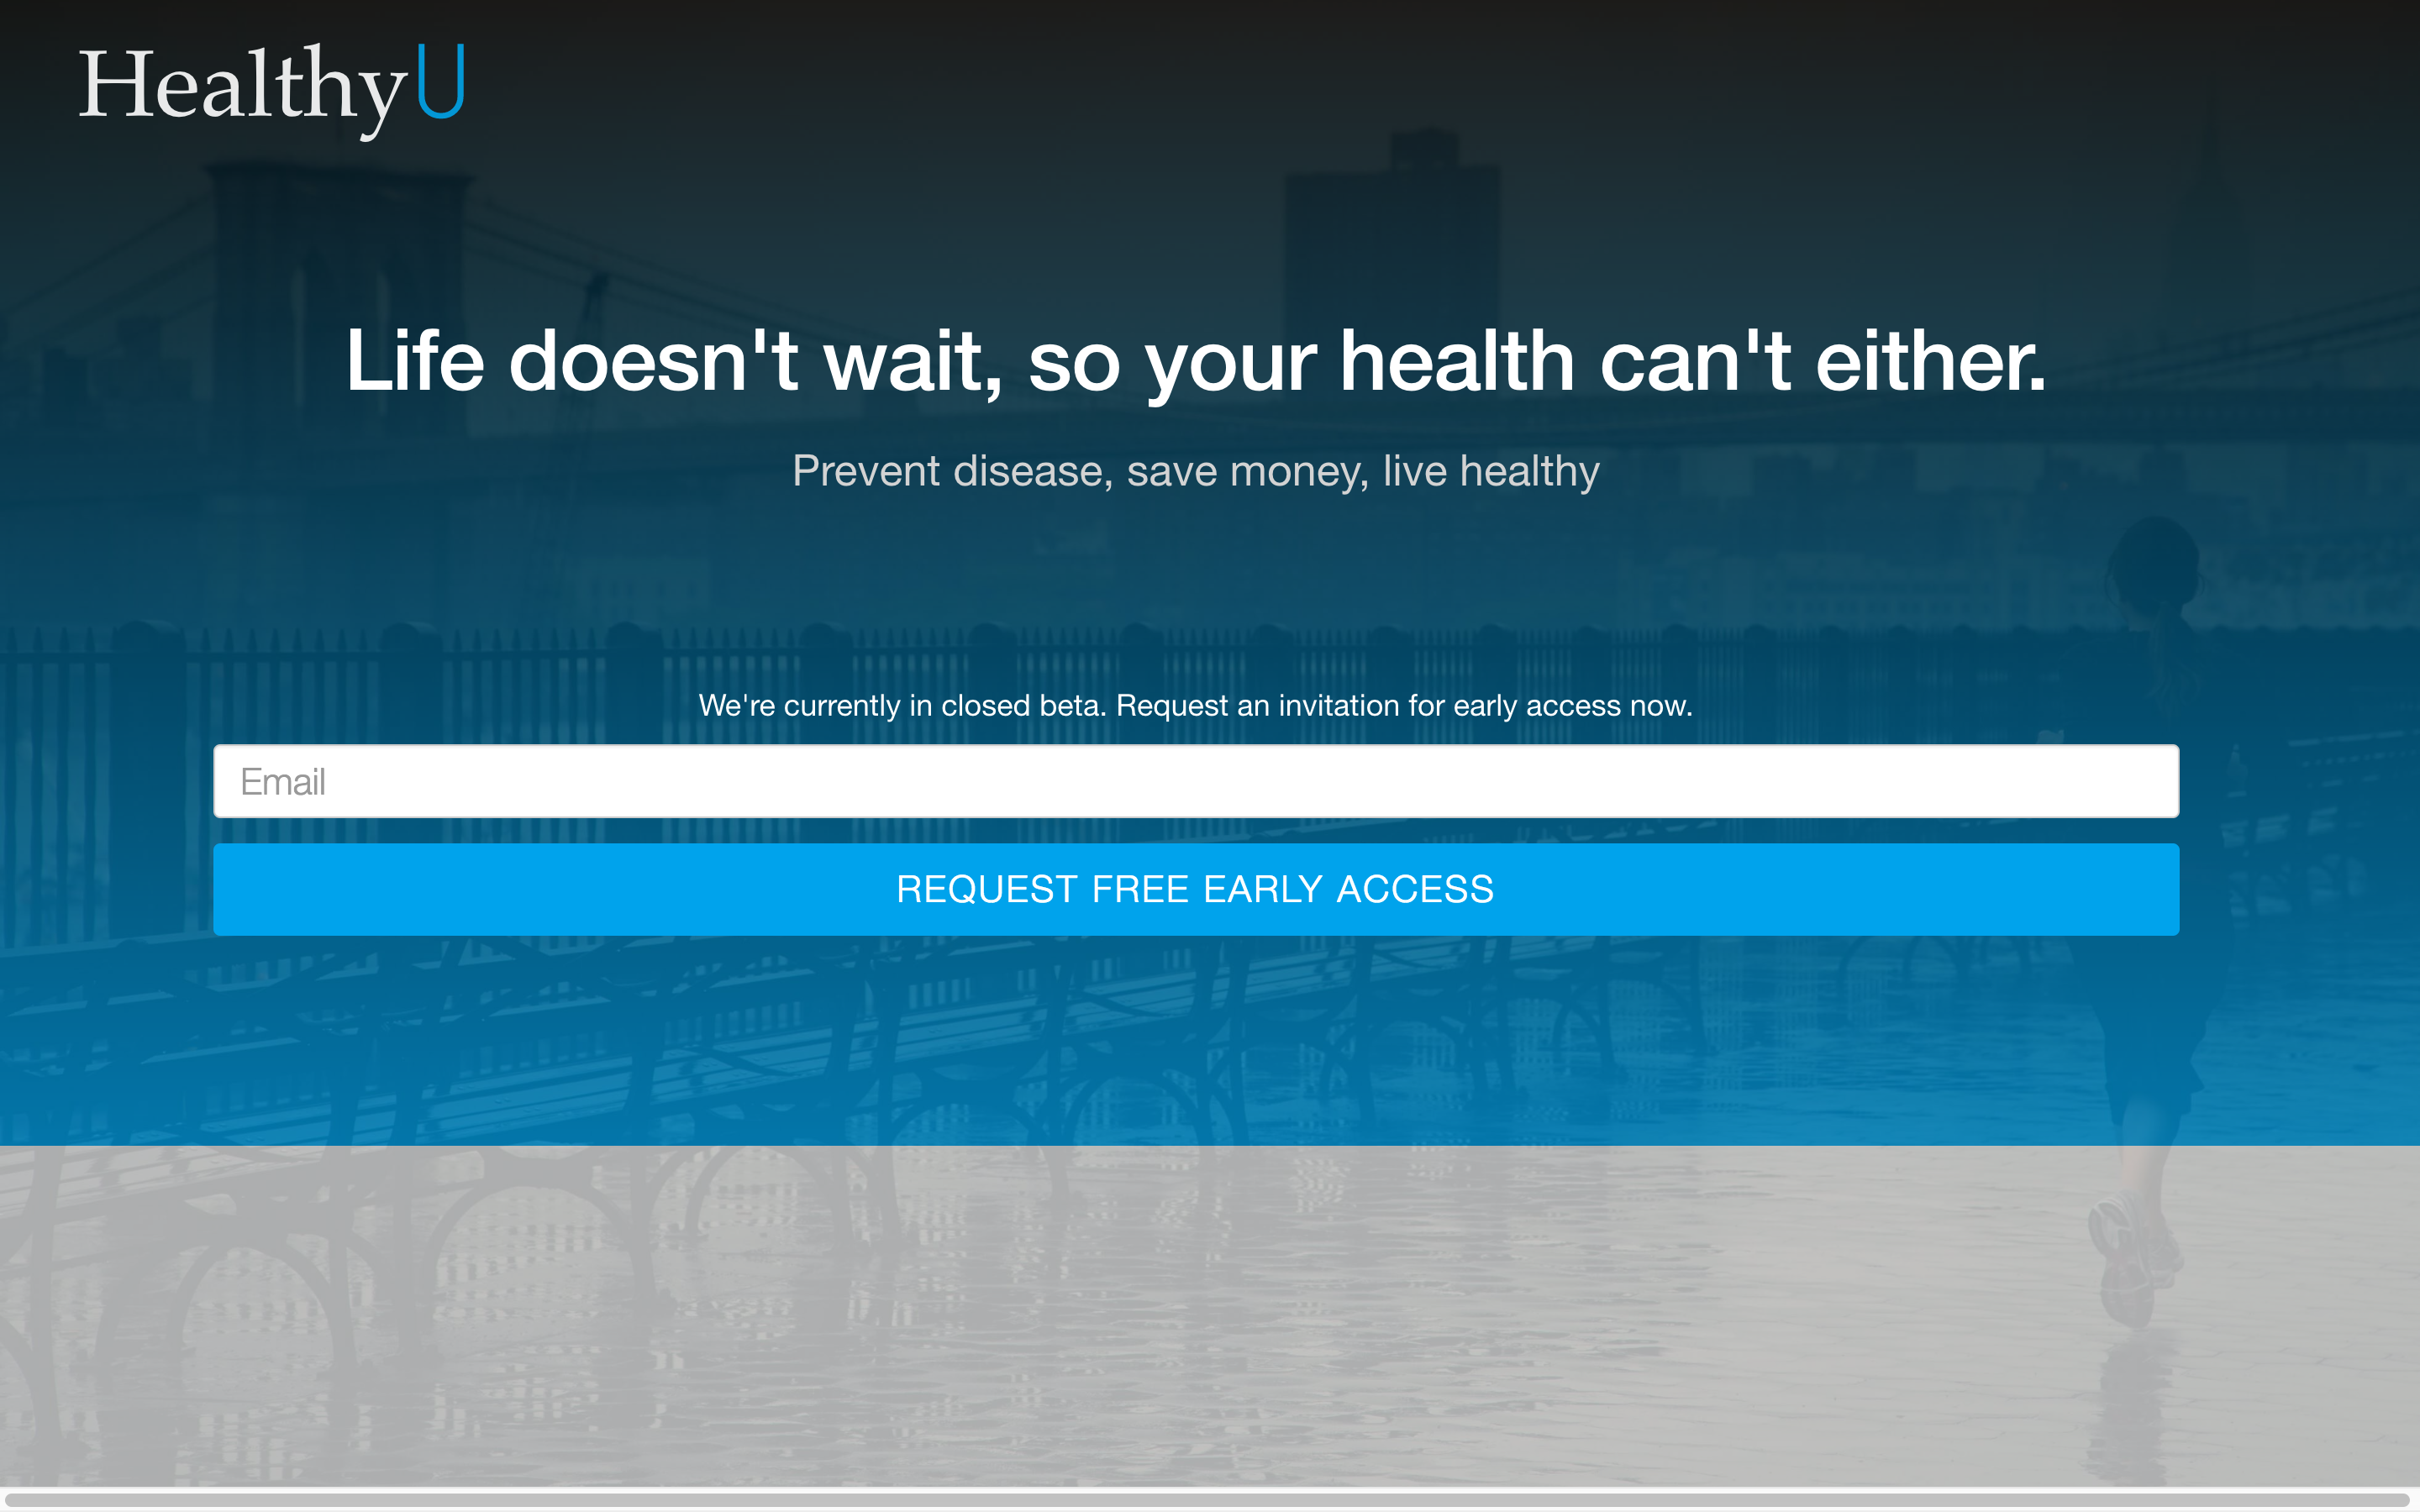 HealthyU
Life doesn't wait, so your health can't either.
Prevent disease, save money, live healthy
We're currently in closed beta. Request an invitation for early access now.
Email
REQUEST FREE EARLY ACCESS